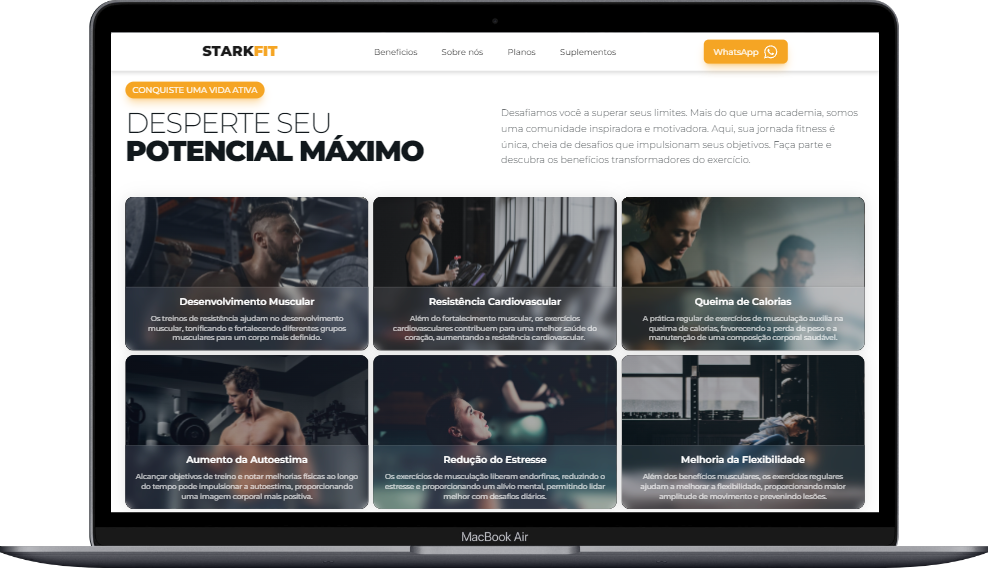 STARKFIT
Benefícios
Sobre nós
Planos
Suplementos
WhatsApp
CONQUISTE UMA VIDA ATIVA
DESPERTE SEU
POTENCIAL MÁXIMO
Desafiamos você a superar seus limites. Mais do que uma academia, somos
uma comunidade inspiradora e motivadora. Aqui, sua jornada fitness é
única, cheia de desafios que impulsionam seus objetivos. Faça parte e
descubra os benefícios transformadores do exercício.
Desenvolvimento Muscular
Os treinos de resistência ajudam no desenvolvimento
muscular, tonificando e fortalecendo diferentes grupos
musculares para um corpo mais definido.
Resistência Cardiovascular
Além do fortalecimento muscular, os exercícios
cardiovasculares contribuem para uma melhor saúde do
coração, aumentando a resistência cardiovascular.
Queima de Calorias
A prática regular de exercícios de musculação auxilia na
queima de calorias, favorecendo a perda de peso e a
manutenção de uma composição corporal saudável.
Aumento da Autoestima
Alcançar objetivos de treino e notar melhorias físicas ao longo
do tempo pode impulsionar a autoestima, proporcionando
uma imagem corporal mais positiva.
Redução do Estresse
Os exercícios de musculação liberam endorfinas, reduzindo o
estresse e proporcionando um alívio mental, permitindo lidar
melhor com desafios diários.
Melhoria da Flexibilidade
Além dos benefícios musculares, os exercícios regulares
ajudam a melhorar a flexibilidade, proporcionando maior
amplitude de movimento e prevenindo lesões.
MacBook Air